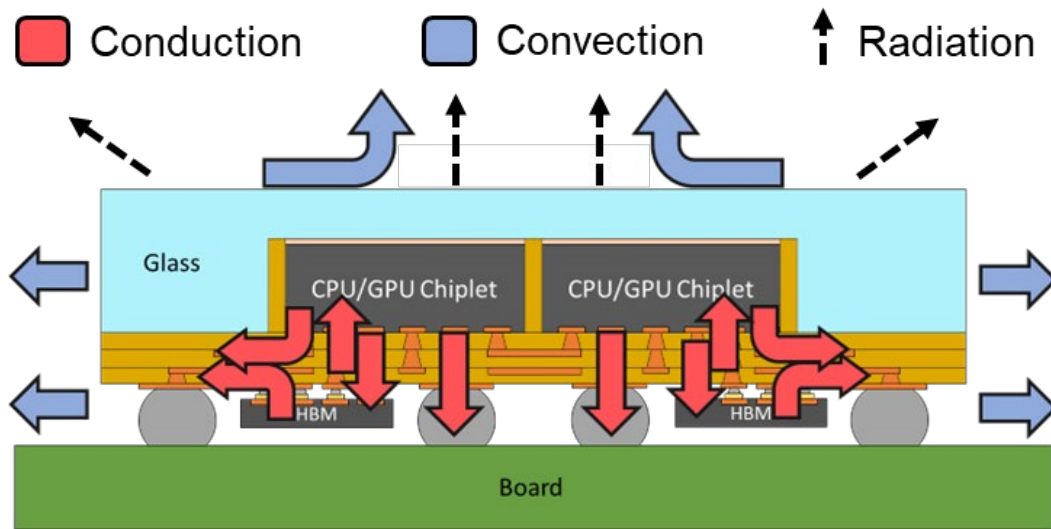 Conduction Convection Radiation
Glass
CPU/GPU Chiplet CPU/GPU Chiplet
HBM HBM
Board